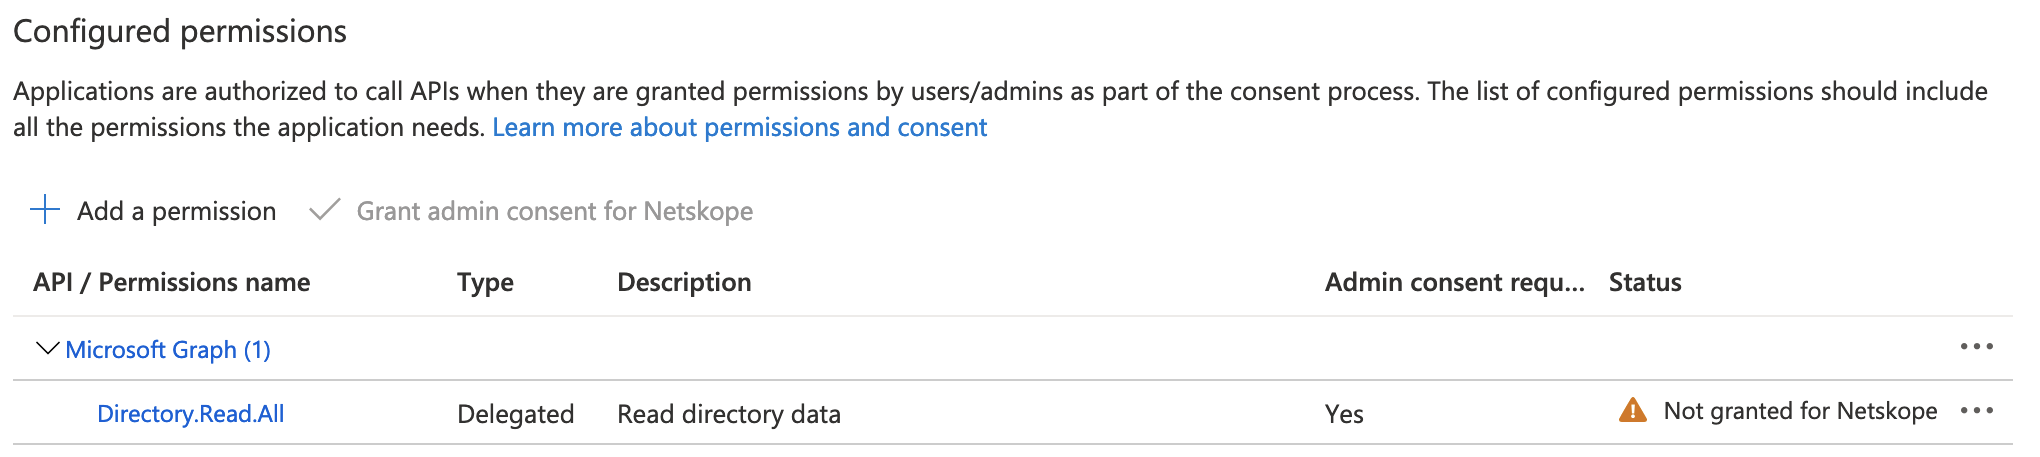 Configured permissions
Applications are authorized to call APIs when they are granted permissions by users/admins as part of the consent process. The list of configured permissions should include
all the permissions the application needs. Learn more about permissions and consent
Add a permission Grant admin consent for Netskope
API / Permissions name Type Description Admin consent requ... Status
Microsoft Graph (1)
Directory.Read.All Delegated Read directory data Yes Not granted for Netskope